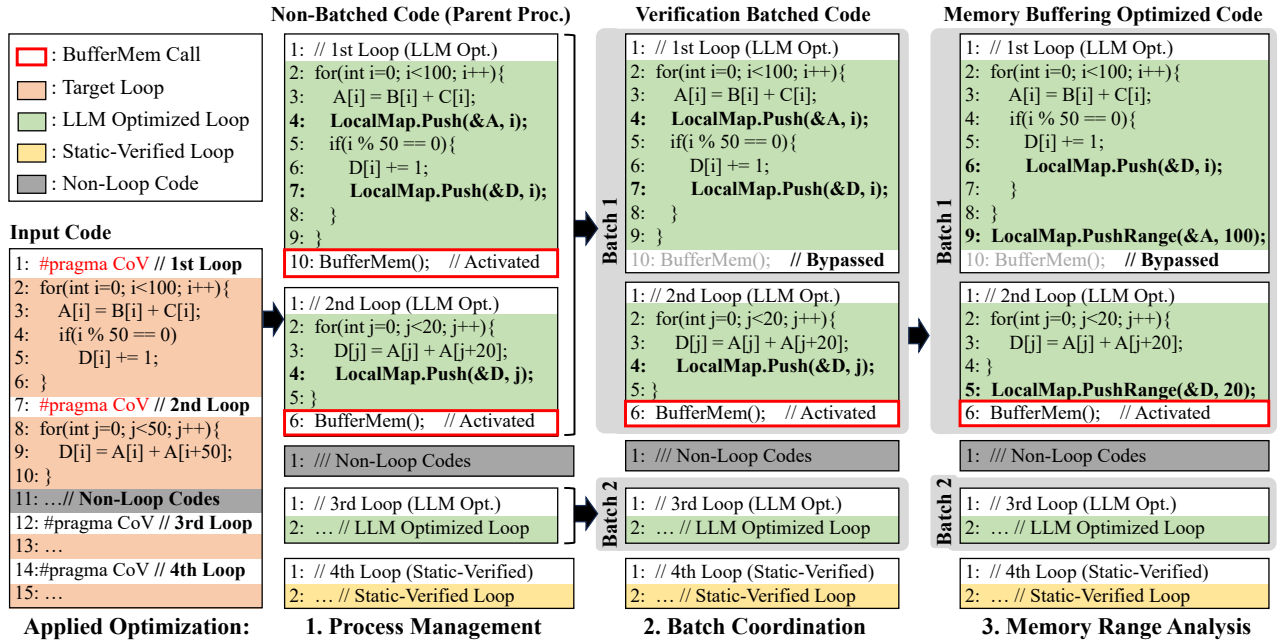 : BufferMem Call
: Target Loop
: LLM Optimized Loop
: Static-Verified Loop
: Non-Loop Code
Input Code
1: #pragma CoV // 1st Loop
2: for(int i=0; i<100; i++){
3: A[i] = B[i] + C[i];
4: if(i % 50 == 0)
5: D[i] += 1;
6: }
7: #pragma CoV // 2nd Loop
8: for(int j=0; j<50; j++){
9: D[i] = A[i] + A[i+50];
10: }
11: …// Non-Loop Codes
12: #pragma CoV // 3rd Loop
13: …
14:#pragma CoV // 4th Loop
15: …
Applied Optimization:
Non-Batched Code (Parent Proc.)
1: // 1st Loop (LLM Opt.)
2: for(int i=0; i<100; i++){
3: A[i] = B[i] + C[i];
4: LocalMap.Push(&A, i);
5: if(i % 50 == 0){
6: D[i] += 1;
7: LocalMap.Push(&D, i);
8: }
9: }
10: BufferMem(); // Activated
1: // 2nd Loop (LLM Opt.)
2: for(int j=0; j<20; j++){
3: D[j] = A[j] + A[j+20];
4: LocalMap.Push(&D, j);
5: }
6: BufferMem(); // Activated
1: /// Non-Loop Codes
1: // 3rd Loop (LLM Opt.)
2: … // LLM Optimized Loop
1: // 4th Loop (Static-Verified)
2: … // Static-Verified Loop
1. Process Management
Verification Batched Code
Batch 1
1: // 1st Loop (LLM Opt.)
2: for(int i=0; i<100; i++){
3: A[i] = B[i] + C[i];
4: LocalMap.Push(&A, i);
5: if(i % 50 == 0){
6: D[i] += 1;
7: LocalMap.Push(&D, i);
8: }
9: }
10: BufferMem(); // Bypassed
1: // 2nd Loop (LLM Opt.)
2: for(int j=0; j<20; j++){
3: D[j] = A[j] + A[j+20];
4: LocalMap.Push(&D, j);
5: }
6: BufferMem(); // Activated
1: /// Non-Loop Codes
Batch 2
1: // 3rd Loop (LLM Opt.)
2: … // LLM Optimized Loop
1: // 4th Loop (Static-Verified)
2: … // Static-Verified Loop
2. Batch Coordination
Memory Buffering Optimized Code
Batch 1
1: // 1st Loop (LLM Opt.)
2: for(int i=0; i<100; i++){
3: A[i] = B[i] + C[i];
4: if(i % 50 == 0){
5: D[i] += 1;
6: LocalMap.Push(&D, i);
7: }
8: }
9: LocalMap.PushRange(&A, 100);
10: BufferMem(); // Bypassed
1: // 2nd Loop (LLM Opt.)
2: for(int j=0; j<20; j++){
3: D[j] = A[j] + A[j+20];
4: }
5: LocalMap.PushRange(&D, 20);
6: BufferMem(); // Activated
1: /// Non-Loop Codes
Batch 2
1: // 3rd Loop (LLM Opt.)
2: … // LLM Optimized Loop
1: // 4th Loop (Static-Verified)
2: … // Static-Verified Loop
3. Memory Range Analysis